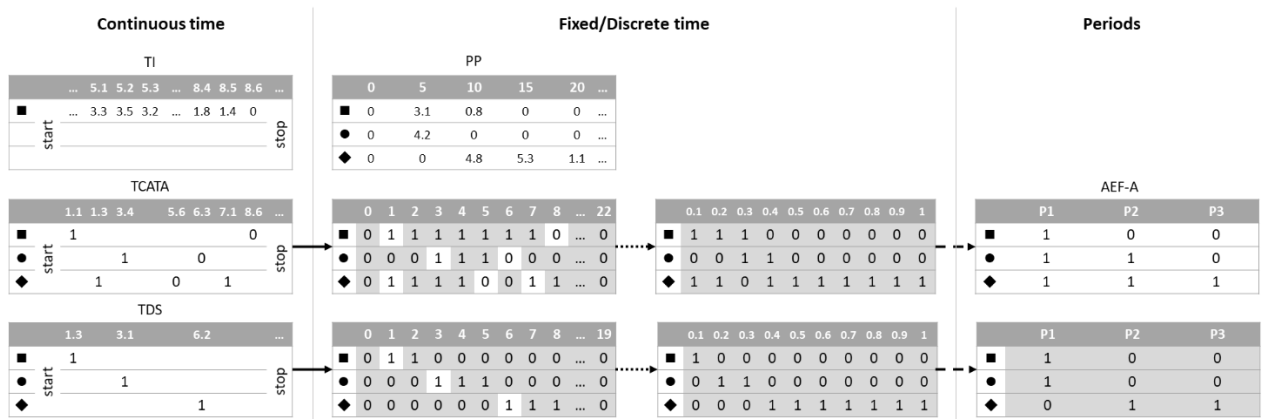 Continuous time
Fixed/Discrete time
Periods
TI
... 5.1 5.2 5.3 ... 8.4 8.5 8.6 ...
... 3.3 3.5 3.2 ... 1.8 1.4 0
start
stop
PP
0 5 10 15 20 ...
0 3.1 0.8 0 0 ...
0 4.2 0 0 0 ...
0 0 4.8 5.3 1.1 ...
TCATA
1.1 1.3 3.4 5.6 6.3 7.1 8.6 ...
1 0
1 0
1 0 1
start
stop
0 1 2 3 4 5 6 7 8 ... 22
0 1 1 1 1 1 1 1 0 ... 0
0 0 0 1 1 1 0 0 0 ... 0
0 1 1 1 1 0 0 1 1 ... 0
0.1 0.2 0.3 0.4 0.5 0.6 0.7 0.8 0.9 1
1 1 1 0 0 0 0 0 0 0
0 0 1 1 0 0 0 0 0 0
1 1 0 1 1 1 1 1 1 1
AEF-A
P1 P2 P3
1 0 0
1 1 0
1 1 1
TDS
1.3 3.1 6.2 ...
1
1
1
start
stop
0 1 2 3 4 5 6 7 8 ... 19
0 1 1 0 0 0 0 0 0 ... 0
0 0 0 1 1 1 0 0 0 ... 0
0 0 0 0 0 0 1 1 1 ... 0
0.1 0.2 0.3 0.4 0.5 0.6 0.7 0.8 0.9 1
1 0 0 0 0 0 0 0 0 0
0 1 1 0 0 0 0 0 0 0
0 0 0 1 1 1 1 1 1 1
P1 P2 P3
1 0 0
1 0 0
0 1 1